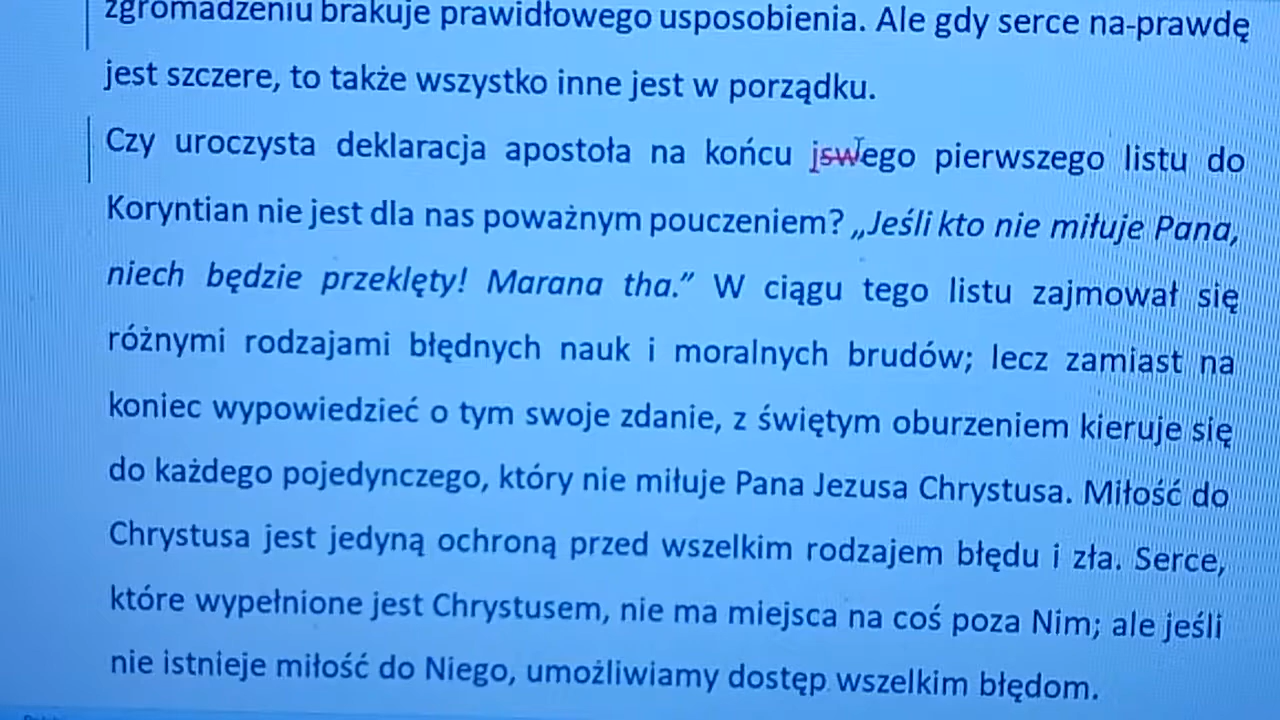 zgromadzeniu brakuje prawidłowego usposobienia. Ale gdy serce na-prawdę
jest szczere, to także wszystko inne jest w porządku.
Czy uroczysta deklaracja apostoła na końcu jswego pierwszego listu do
Koryntian nie jest dla nas poważnym pouczeniem? „Jeśli kto nie miłuje Pana,
niech będzie przeklęty! Marana tha.” W ciągu tego listu zajmował się
różnymi rodzajami błędnych nauk i moralnych brudów; lecz zamiast na
koniec wypowiedzieć o tym swoje zdanie, z świętym oburzeniem kieruje się
do każdego pojedynczego, który nie miłuje Pana Jezusa Chrystusa. Miłość do
Chrystusa jest jedyną ochroną przed wszelkim rodzajem błędu i zła. Serce,
które wypełnione jest Chrystusem, nie ma miejsca na coś poza Nim; ale jeśli
nie istnieje miłość do Niego, umożliwiamy dostęp wszelkim błędom.